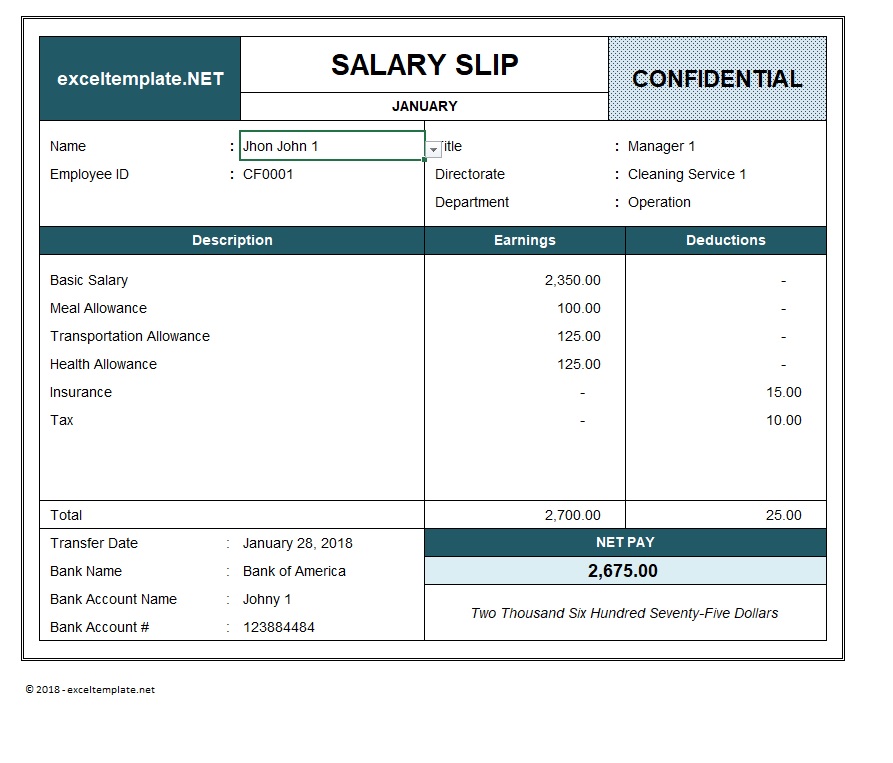 exceltemplate.NET
SALARY SLIP
CONFIDENTIAL
JANUARY
Name : Jhon John 1 itle : Manager 1
Employee ID : CF0001 Directorate : Cleaning Service 1
Department : Operation
Description Earnings Deductions
Basic Salary 2,350.00 -
Meal Allowance 100.00 -
Transportation Allowance 125.00 -
Health Allowance 125.00 -
Insurance - 15.00
Tax - 10.00
Total 2,700.00 25.00
Transfer Date : January 28, 2018 NET PAY
Bank Name : Bank of America 2,675.00
Bank Account Name : Johny 1
Two Thousand Six Hundred Seventy-Five Dollars
Bank Account # : 123884484
© 2018 - exceltemplate.net